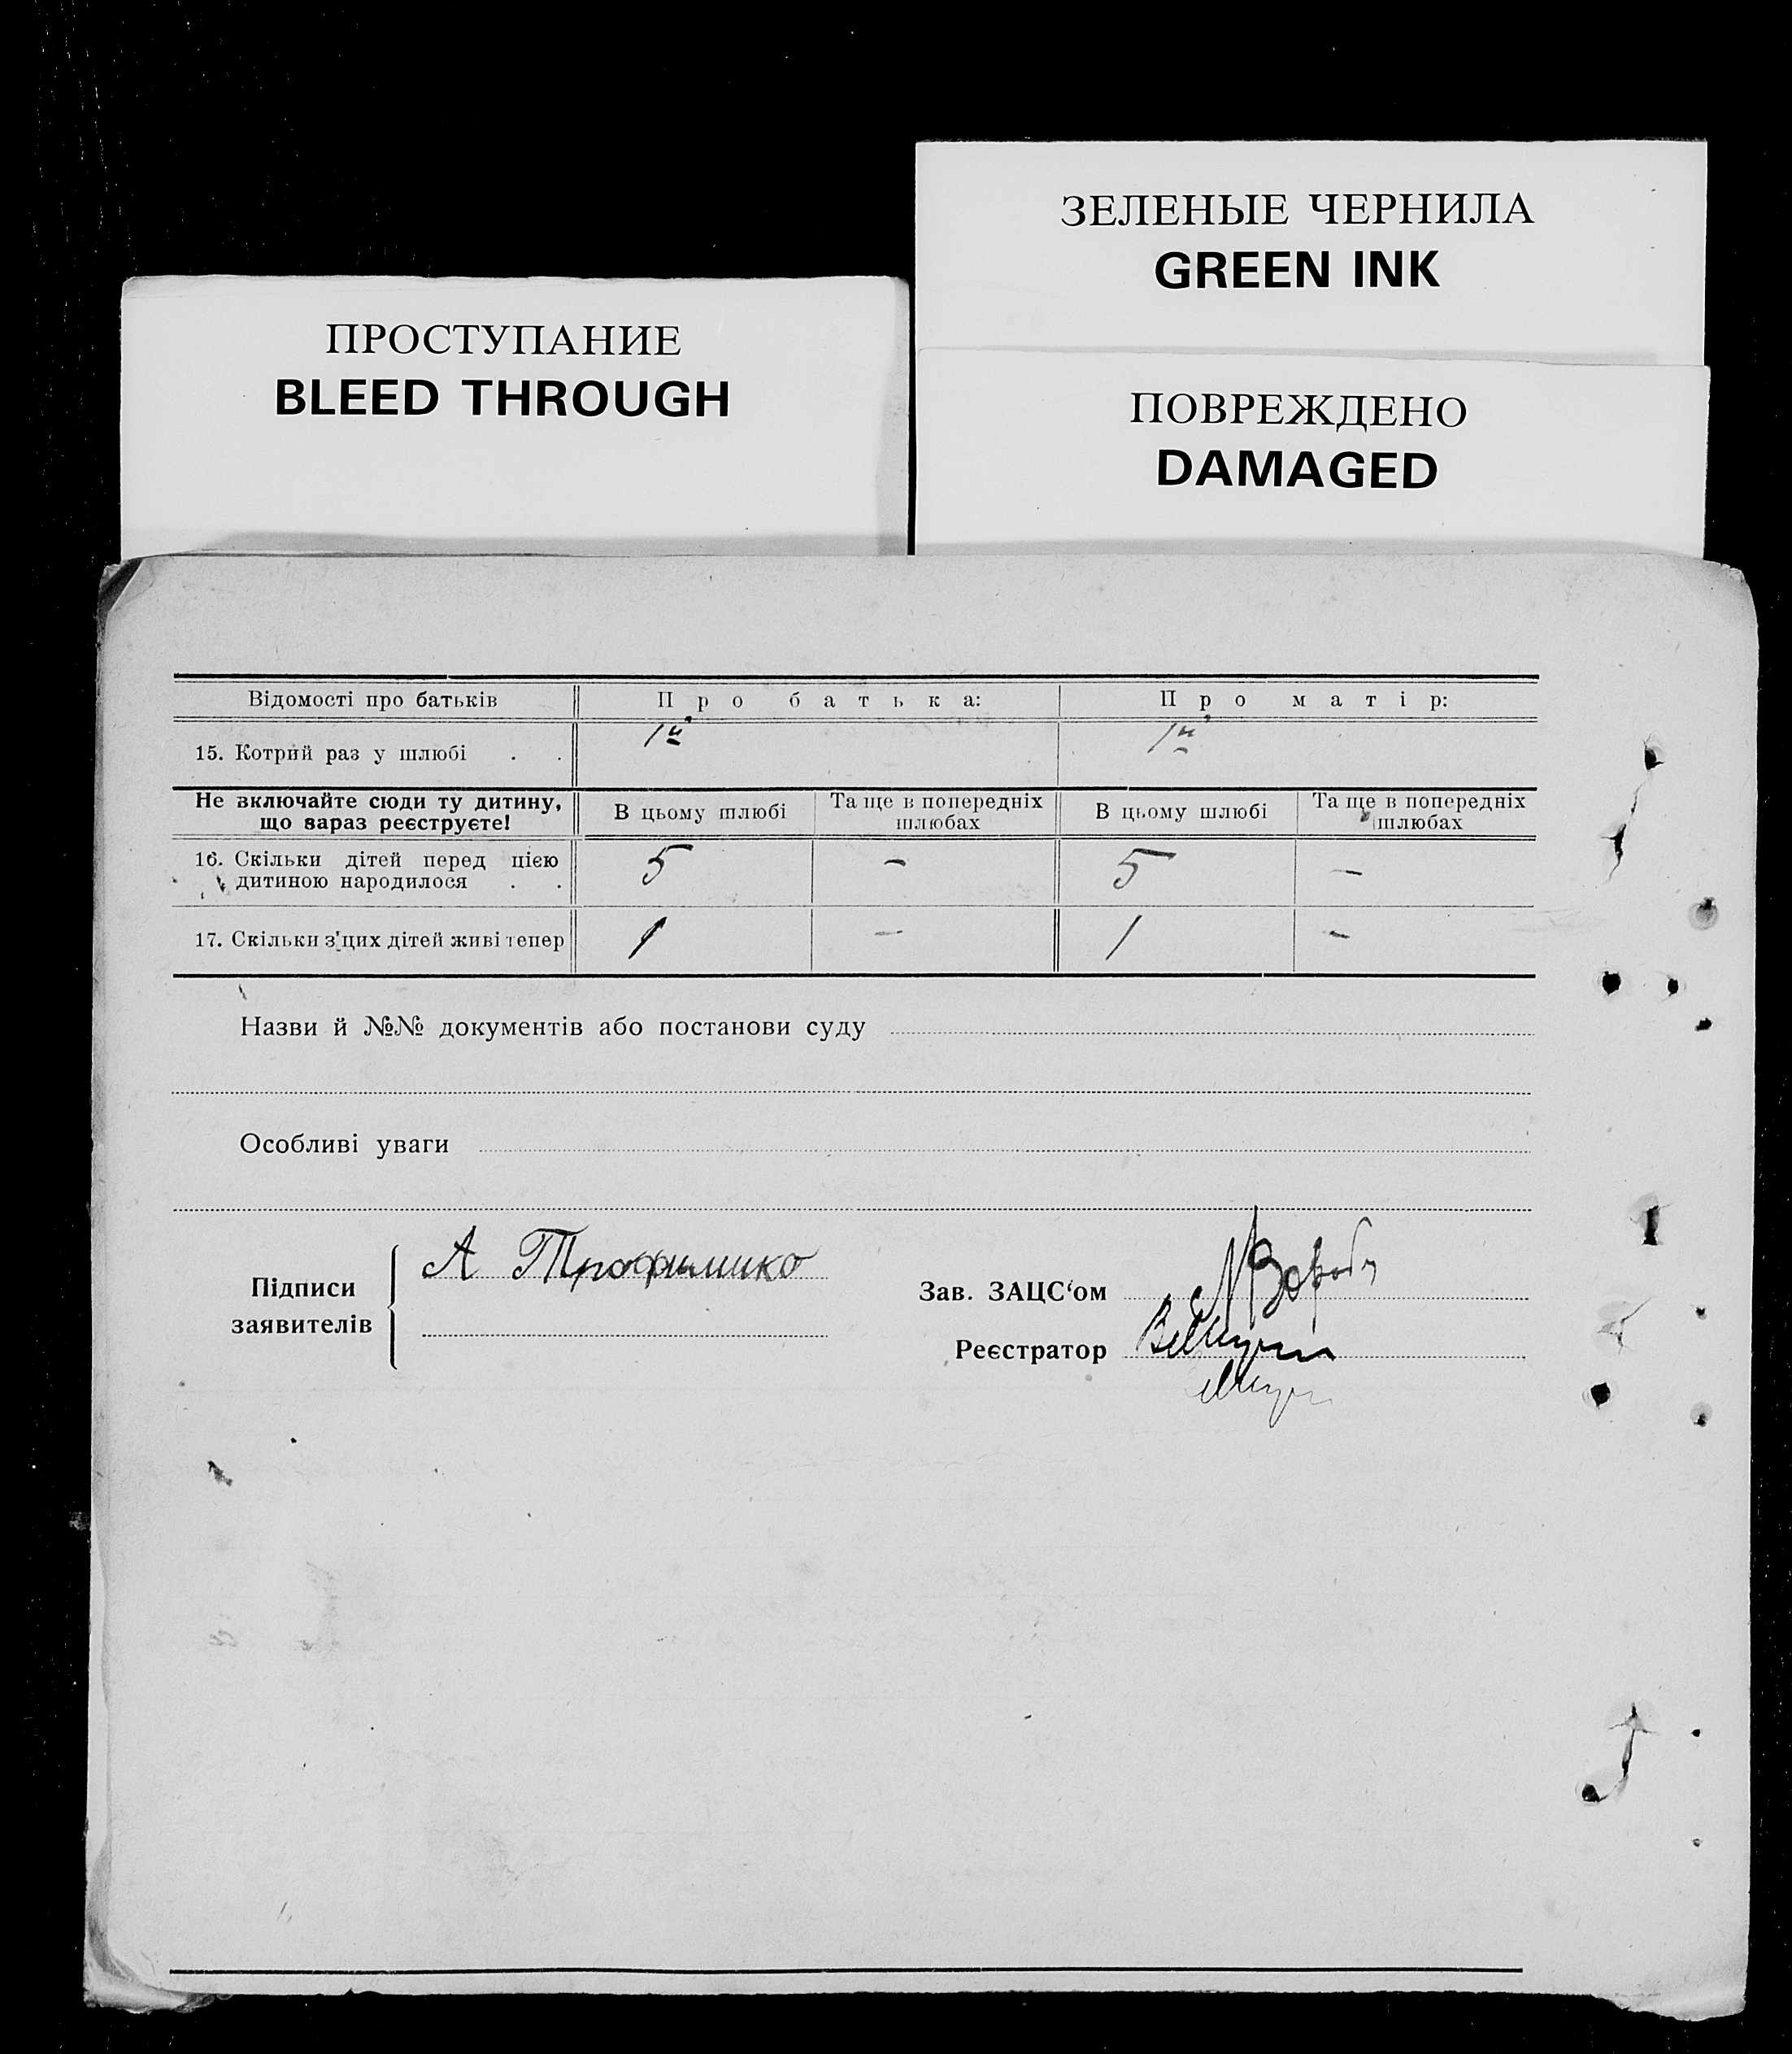 ЗЕЛЕНЫЕ ЧЕРНИЛА
GREEN INK
ПРОСТУПАНИЕ
BLEED THROUGH
ПОВРЕЖДЕНО
DAMAGED
Відомості про батьків Про батька: Про матір:
15. Котрий раз у шлюбі . . 1й 1й
Не включайте сюди ту дитину, що зараз реєструєте! В цьому шлюбі Та ще в попередніх шлюбах В цьому шлюбі Та ще в попередніх шлюбах
16. Скільки дітей перед цією дитиною народилося . . 5 – 5 –
17. Скільки з'цих дітей живі тепер 1 – 1 –
Назви й №№ документів або постанови суду
Особливі уваги
Підписи заявителів А Трофимико
Зав. ЗАЦС‘ом
Реєстратор